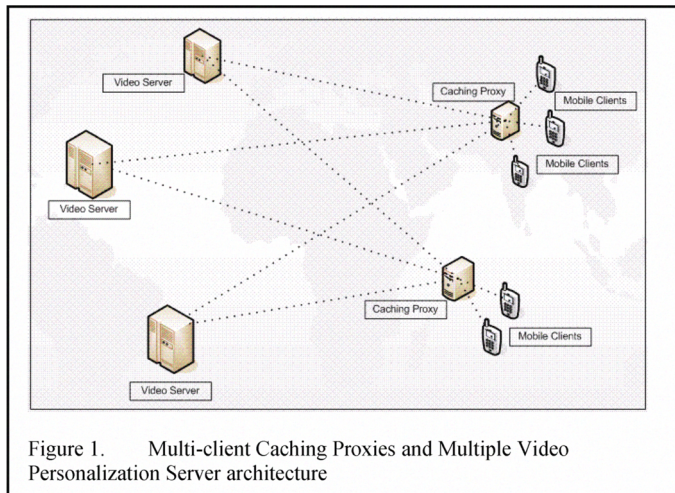 Video Server
Caching Proxy
Mobile Clients
Mobile Clients
Video Server
Caching Proxy
Mobile Clients
Video Server
Figure 1. Multi-client Caching Proxies and Multiple Video
Personalization Server architecture